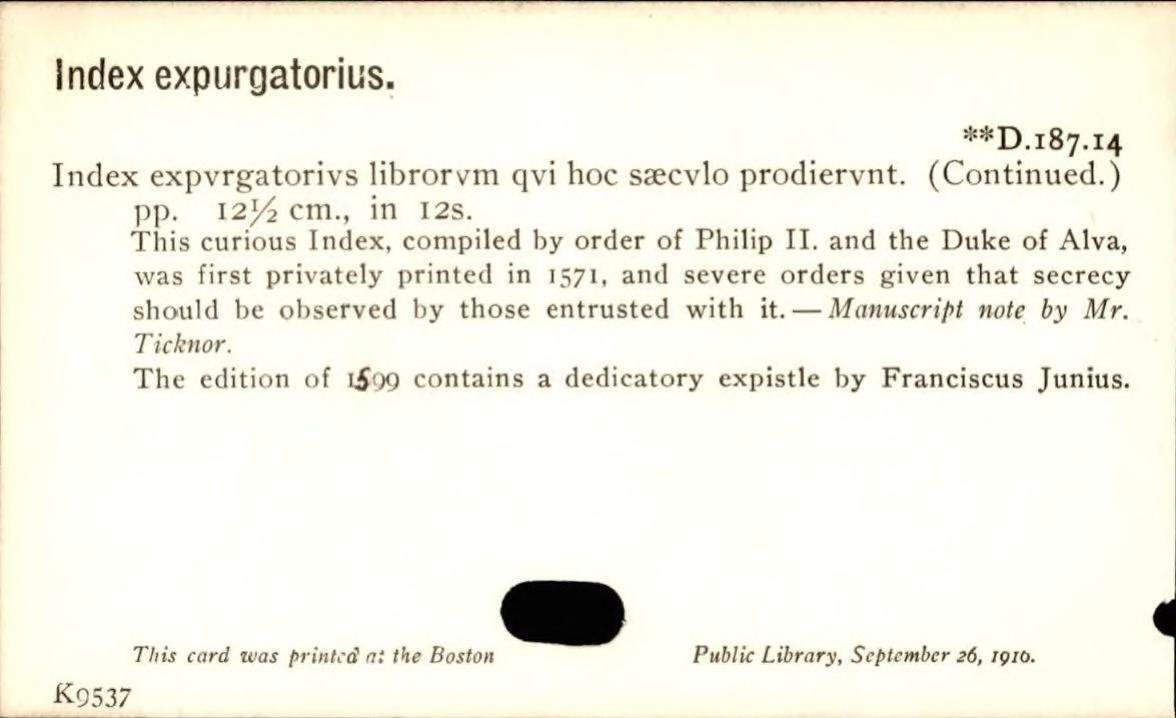 Index expurgatorius.
**D.187.14
Index expvrgatorivs librorvm qvi hoc sæcvlo prodiervnt. (Continued.)
pp. 12½ cm., in 12s.
This curious Index, compiled by order of Philip II. and the Duke of Alva,
was first privately printed in 1571, and severe orders given that secrecy
should be observed by those entrusted with it. — Manuscript note by Mr.
Ticknor.
The edition of 1599 contains a dedicatory expistle by Franciscus Junius.
This card was printed at the Boston Public Library, September 26, 1910.
K9537